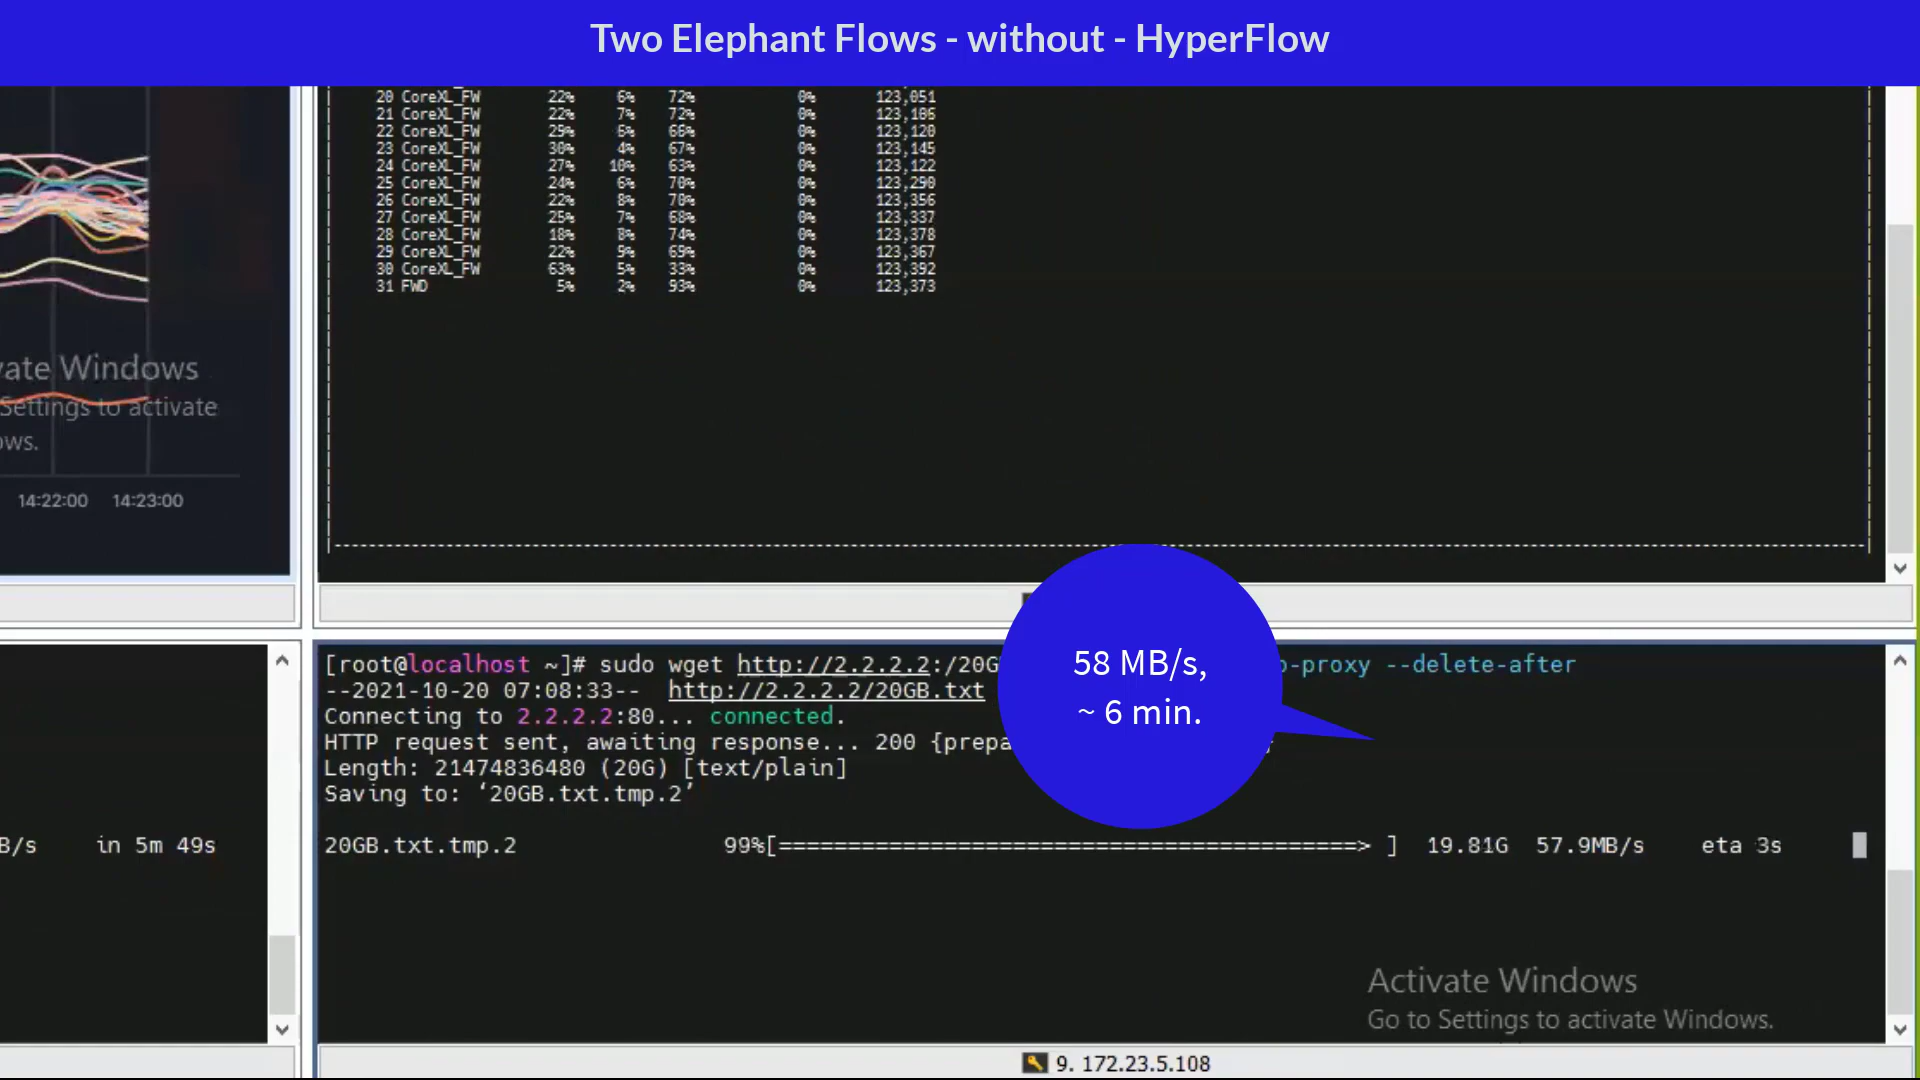 Two Elephant Flows - without - HyperFlow
20 CoreXL_FW 22% 6% 72% 0% 123,051
21 CoreXL_FW 22% 7% 72% 0% 123,106
22 CoreXL_FW 29% 6% 66% 0% 123,120
23 CoreXL_FW 30% 4% 67% 0% 123,145
24 CoreXL_FW 27% 10% 63% 0% 123,122
25 CoreXL_FW 24% 6% 70% 0% 123,290
26 CoreXL_FW 22% 8% 70% 0% 123,356
27 CoreXL_FW 25% 7% 68% 0% 123,337
28 CoreXL_FW 18% 8% 74% 0% 123,378
29 CoreXL_FW 22% 9% 69% 0% 123,367
30 CoreXL_FW 63% 5% 33% 0% 123,392
31 FWD 5% 2% 93% 0% 123,373
vate Windows
Settings to activate
ows.
14:22:00 14:23:00
58 MB/s,
~ 6 min.
[root@localhost ~]# sudo wget http://2.2.2.2:/20G o-proxy --delete-after
--2021-10-20 07:08:33-- http://2.2.2.2/20GB.txt
Connecting to 2.2.2.2:80... connected.
HTTP request sent, awaiting response... 200 {prepa
Length: 21474836480 (20G) [text/plain]
Saving to: ‘20GB.txt.tmp.2’
B/s in 5m 49s
20GB.txt.tmp.2 99%[==========================================> ] 19.81G 57.9MB/s eta 3s
Activate Windows
Go to Settings to activate Windows.
9. 172.23.5.108